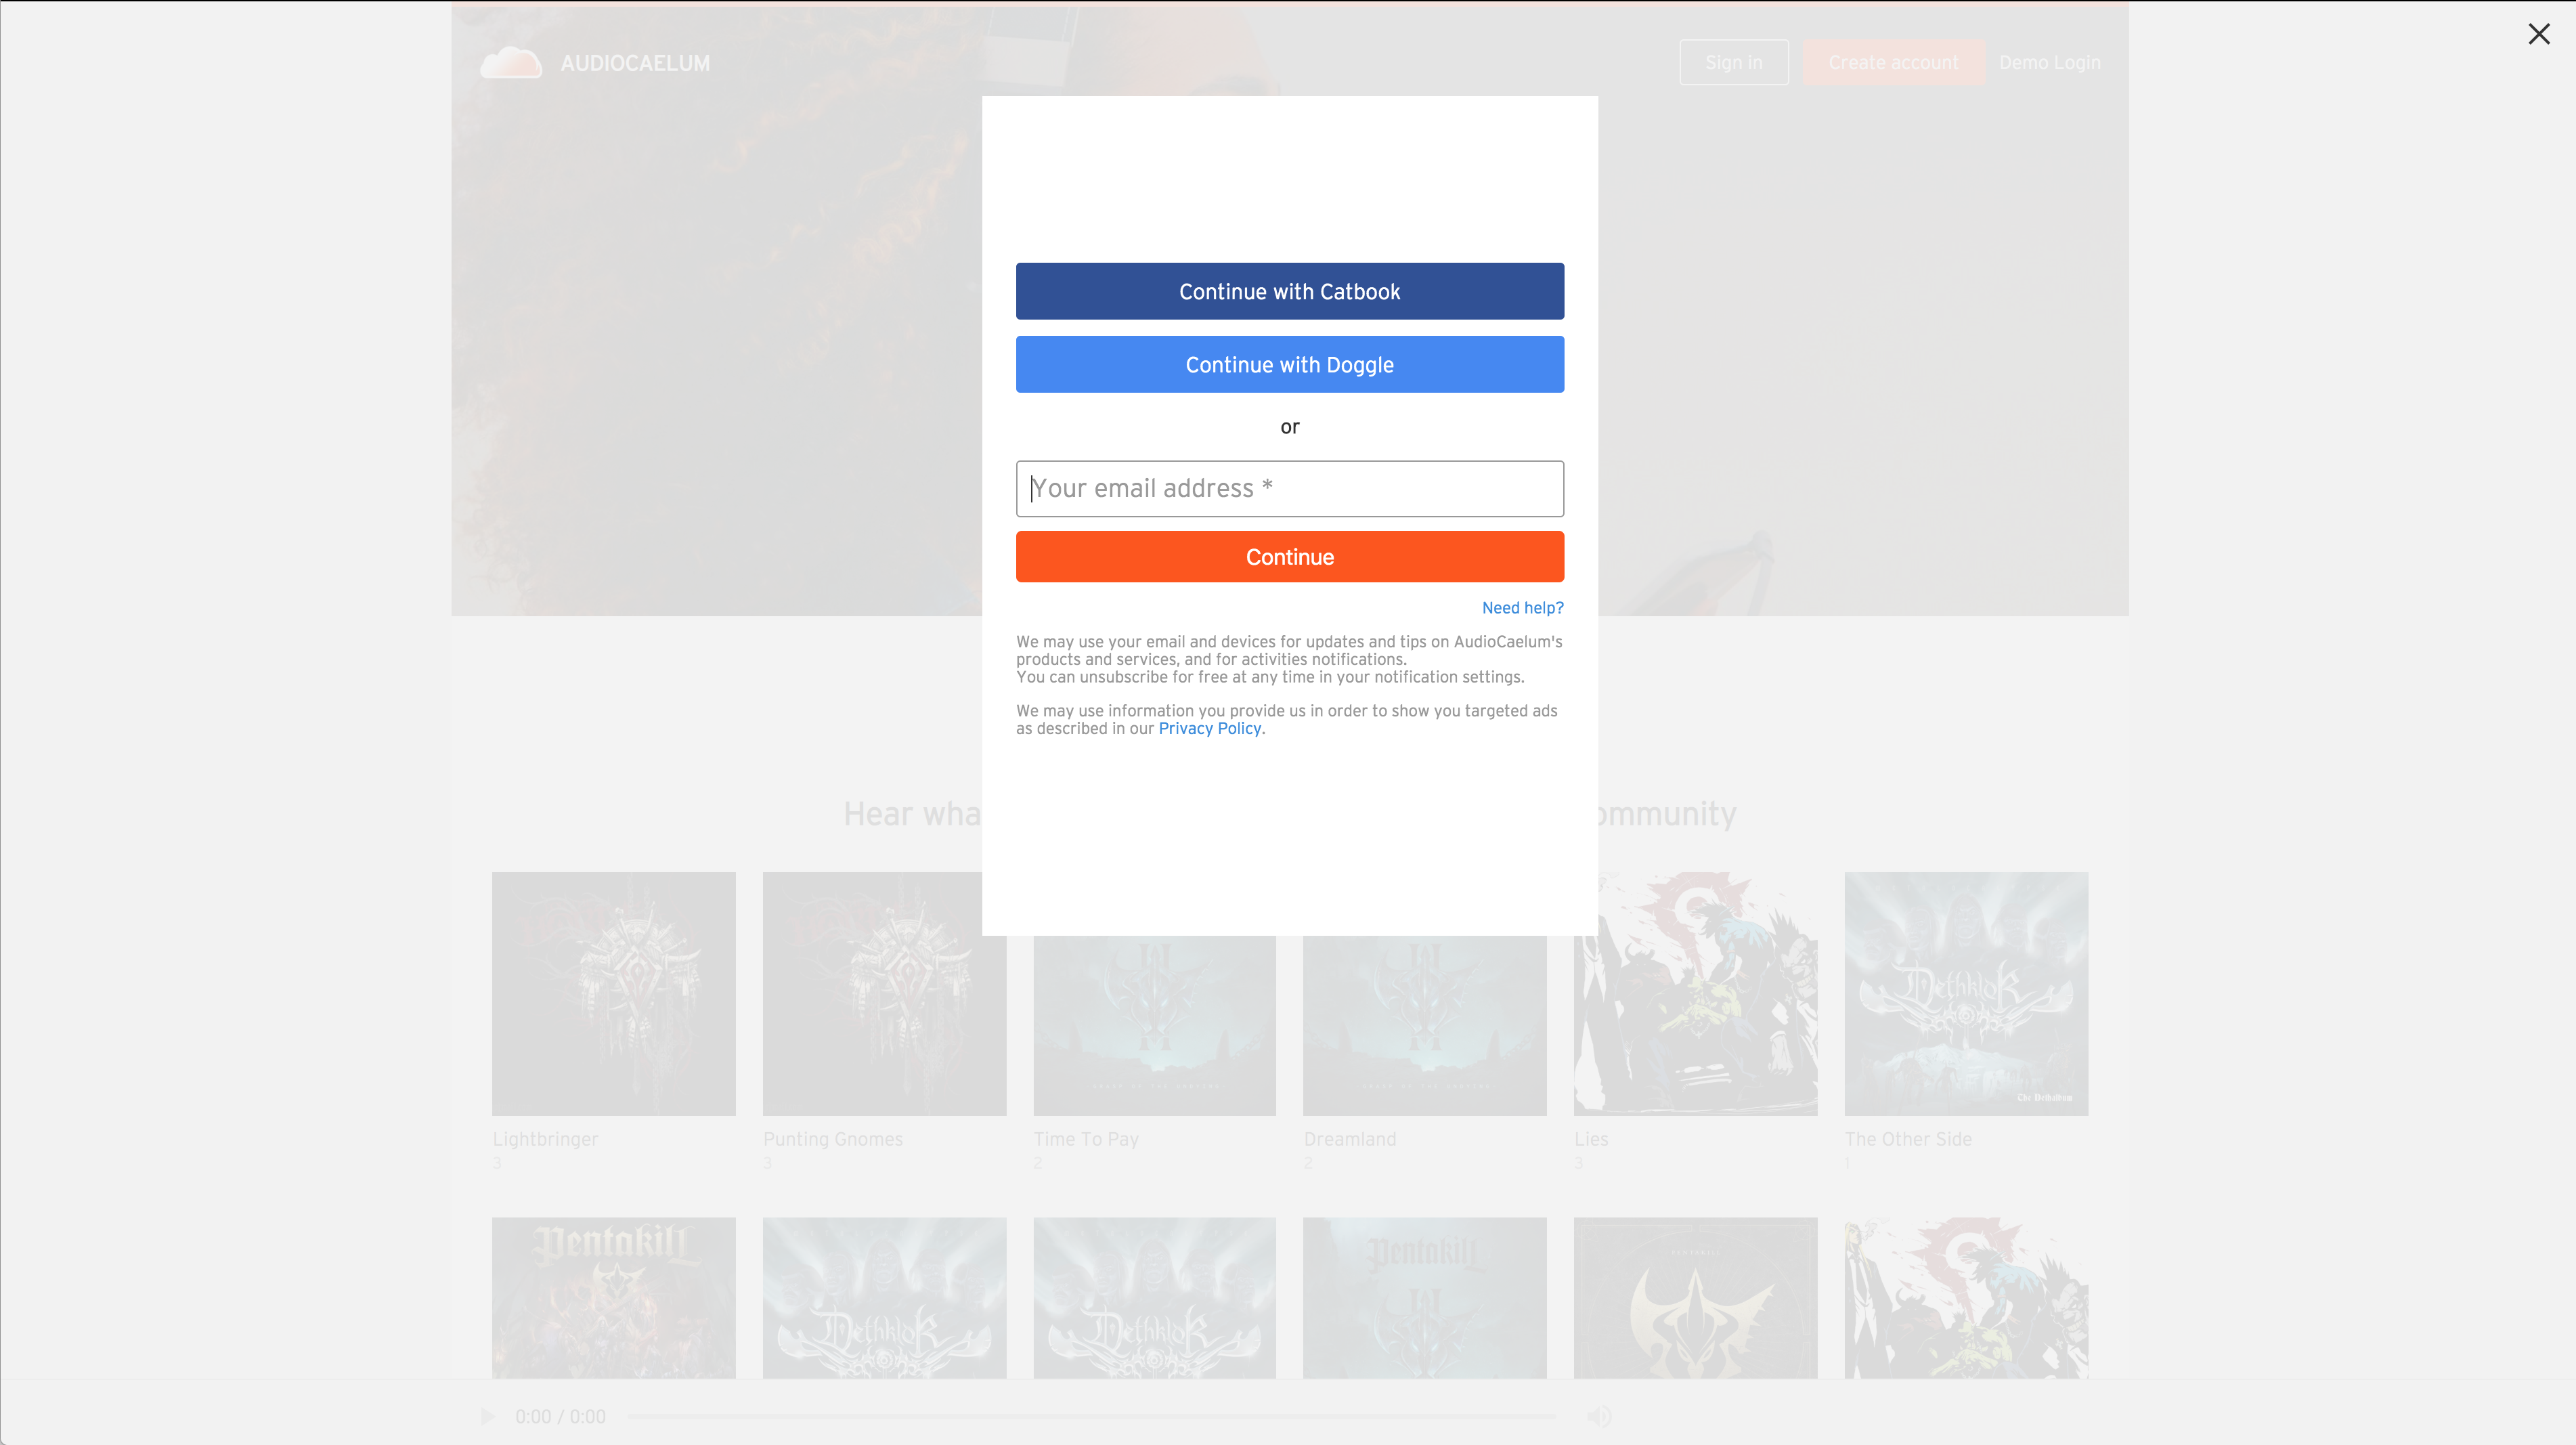 AUDIOCAELUM
Sign in
Create account
Demo Login
Continue with Catbook
Continue with Doggle
or
Your email address *
Continue
Need help?
We may use your email and devices for updates and tips on AudioCaelum's
products and services, and for activities notifications.
You can unsubscribe for free at any time in your notification settings.
We may use information you provide us in order to show you targeted ads
as described in our Privacy Policy.
Hear wha
ommunity
Dethklok
The Dethalbum
Lightbringer
Punting Gnomes
Time To Pay
Dreamland
Lies
The Other Side
3
3
2
2
3
1
Pentakill
Dethklok
Dethklok
Pentakill
0:00 / 0:00